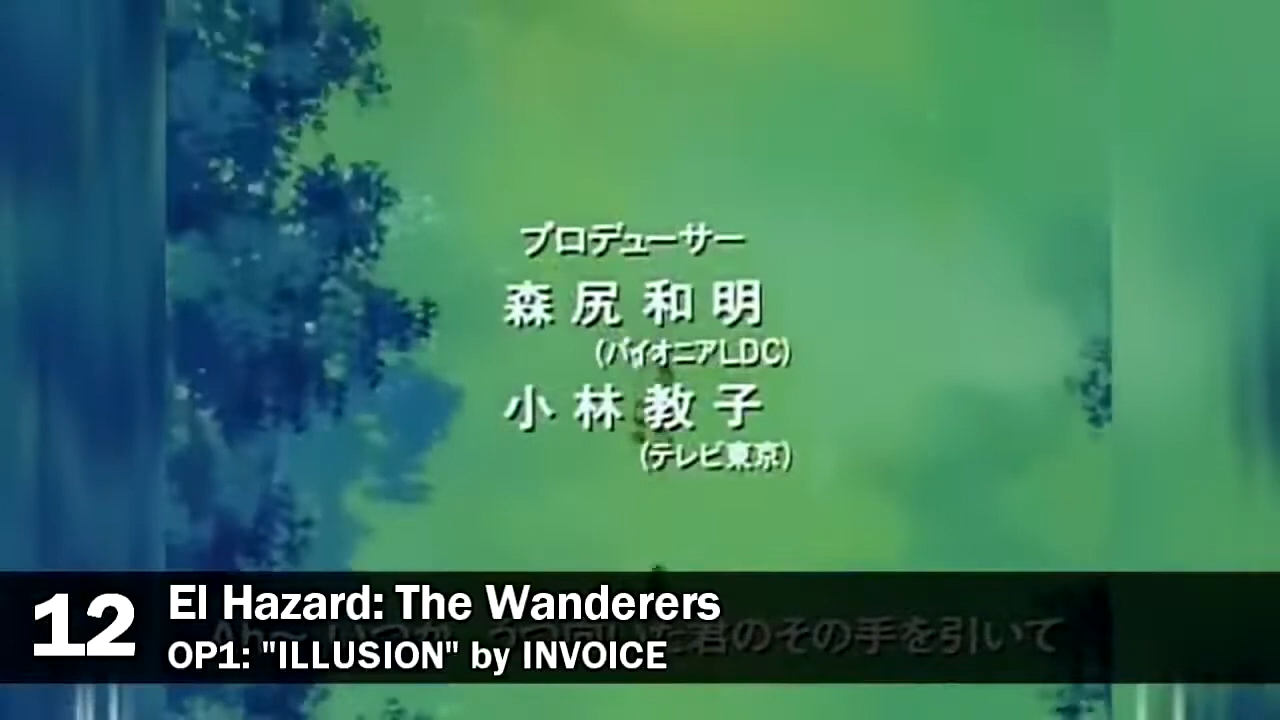 プロデューサー
森尻和明
(パイオニアLDC)
小林教子
(テレビ東京)
12
El Hazard: The Wanderers
君のその手を引いて
OP1: "ILLUSION" by INVOICE